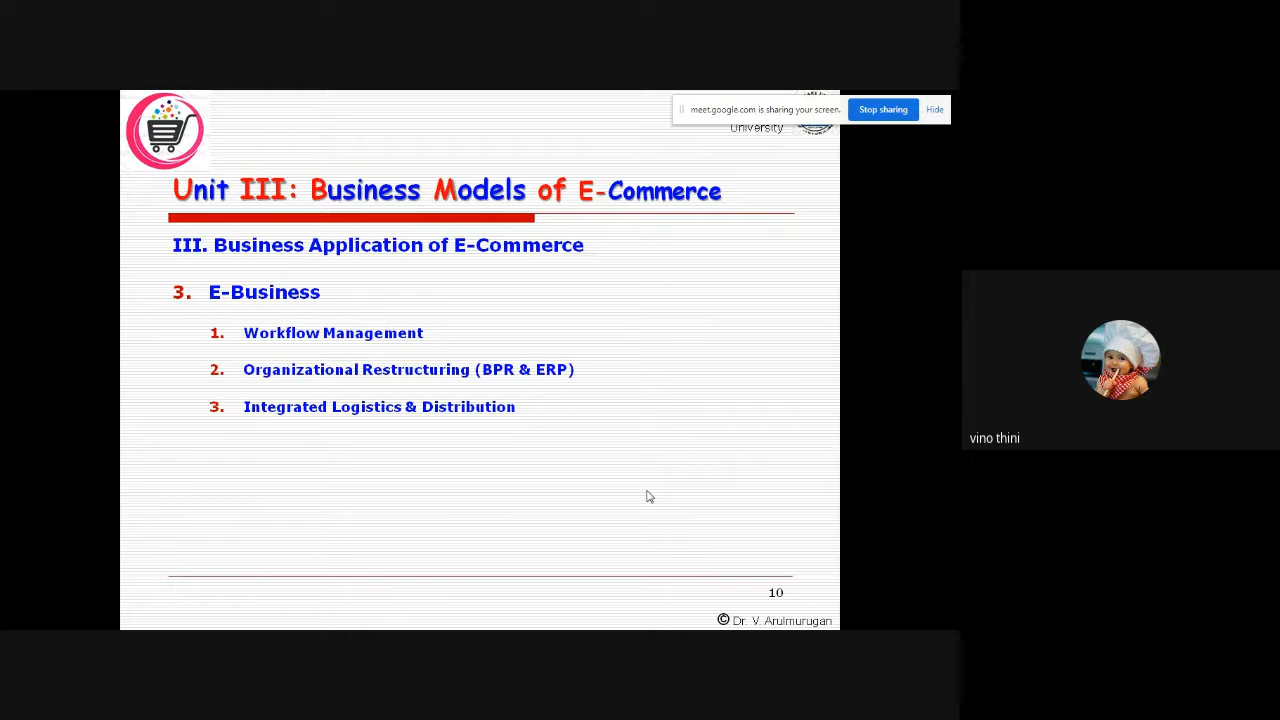 meet.google.com is sharing your screen.
Stop sharing
Hide
University
Unit III: Business Models of E-Commerce
III. Business Application of E-Commerce
3. E-Business
1. Workflow Management
2. Organizational Restructuring (BPR & ERP)
3. Integrated Logistics & Distribution
vino thini
10
© Dr. V. Arulmurugan